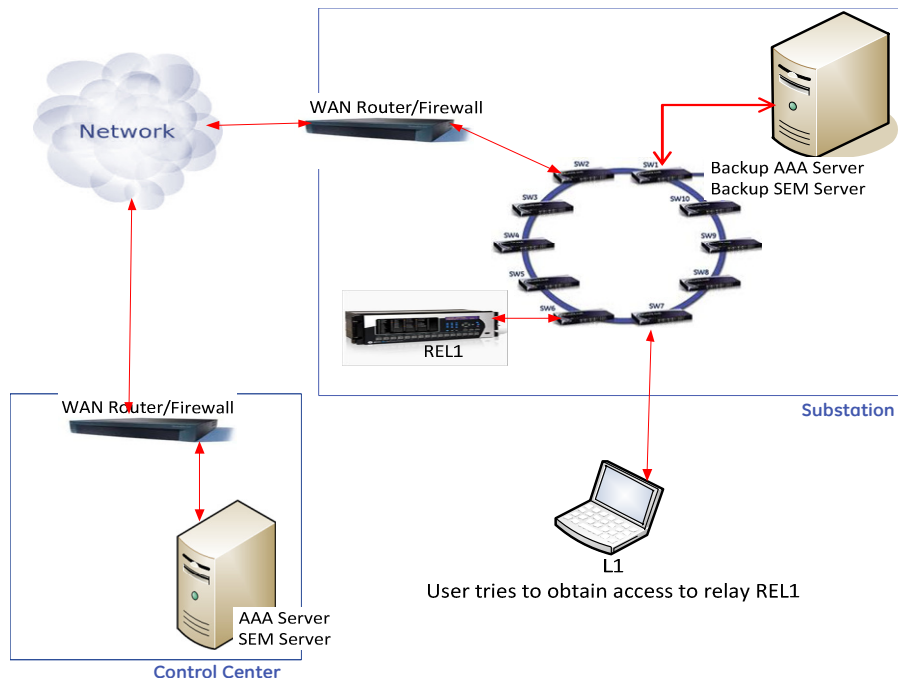 WAN Router/Firewall
Network
Backup AAA Server
Backup SEM Server
SW2
SW1
SW3
SW10
SW4
SW9
SW5
SW8
SW6
SW7
REL1
Substation
WAN Router/Firewall
L1
User tries to obtain access to relay REL1
AAA Server
SEM Server
Control Center